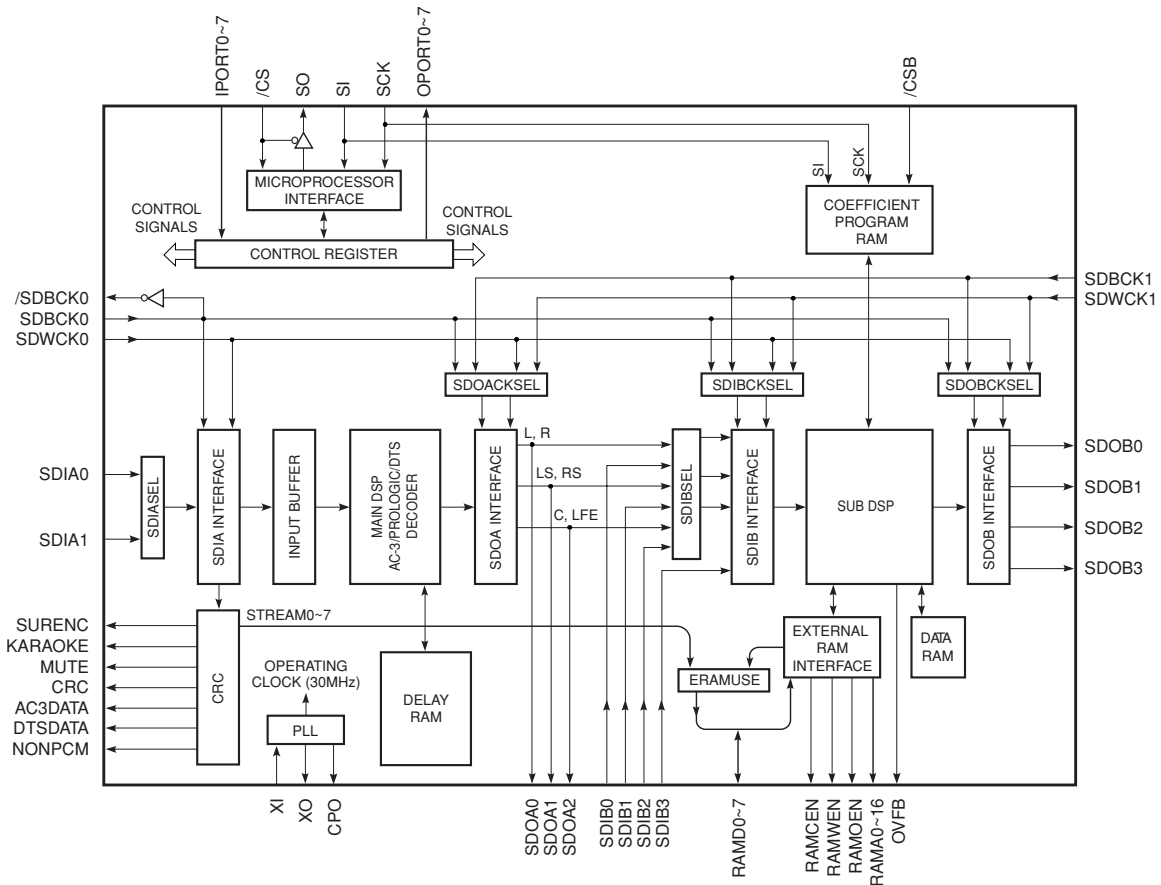 IPORT0~7
/CS
SO
SI
SCK
OPORT0~7
/CSB
SI
SCK
MICROPROCESSOR
INTERFACE
COEFFICIENT
PROGRAM
RAM
CONTROL
SIGNALS
CONTROL
SIGNALS
CONTROL REGISTER
/SDBCK0
SDBCK0
SDWCK0
SDBCK1
SDWCK1
SDOACKSEL
SDIBCKSEL
SDOBCKSEL
SDIA0
SDIA1
SDIASEL
SDIA INTERFACE
INPUT BUFFER
MAIN DSP
AC-3/PROLOGIC/DTS
DECODER
SDOA INTERFACE
L, R
LS, RS
C, LFE
SDIBSEL
SDIB INTERFACE
SUB DSP
SDOB INTERFACE
SDOB0
SDOB1
SDOB2
SDOB3
SURENC
KARAOKE
MUTE
CRC
AC3DATA
DTSDATA
NONPCM
CRC
STREAM0~7
OPERATING
CLOCK (30MHz)
PLL
DELAY
RAM
ERAMUSE
EXTERNAL
RAM
INTERFACE
DATA
RAM
XI
XO
CPO
SDOA0
SDOA1
SDOA2
SDIB0
SDIB1
SDIB2
SDIB3
RAMD0~7
RAMCEN
RAMWEN
RAMOEN
RAMA0~16
OVFB